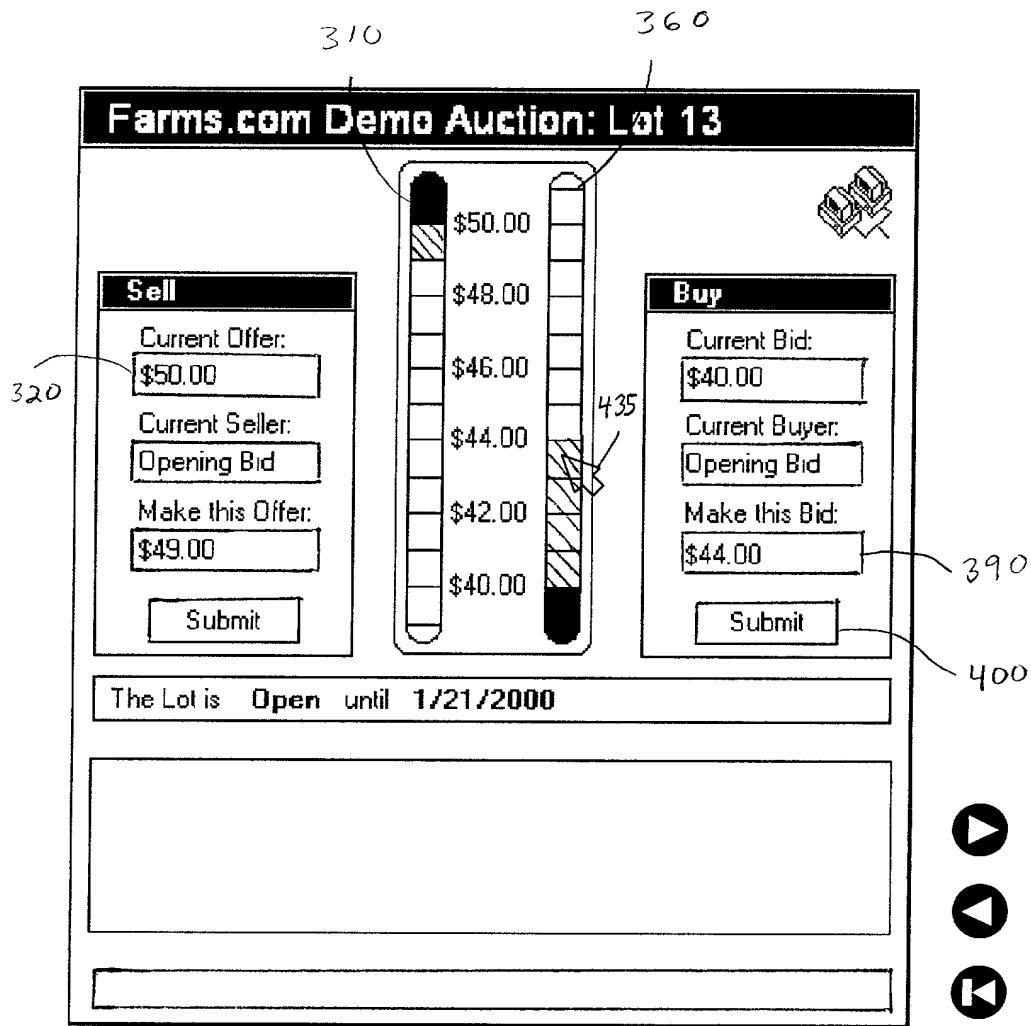 310
360
Farms.com Demo Auction: Lot 13
$50.00
$48.00
$46.00
$44.00
$42.00
$40.00
Sell
Current Offer:
$50.00
Current Seller:
Opening Bid
Make this Offer:
$49.00
Submit
320
435
Buy
Current Bid:
$40.00
Current Buyer:
Opening Bid
Make this Bid:
$44.00
Submit
390
400
The Lot is Open until 1/21/2000